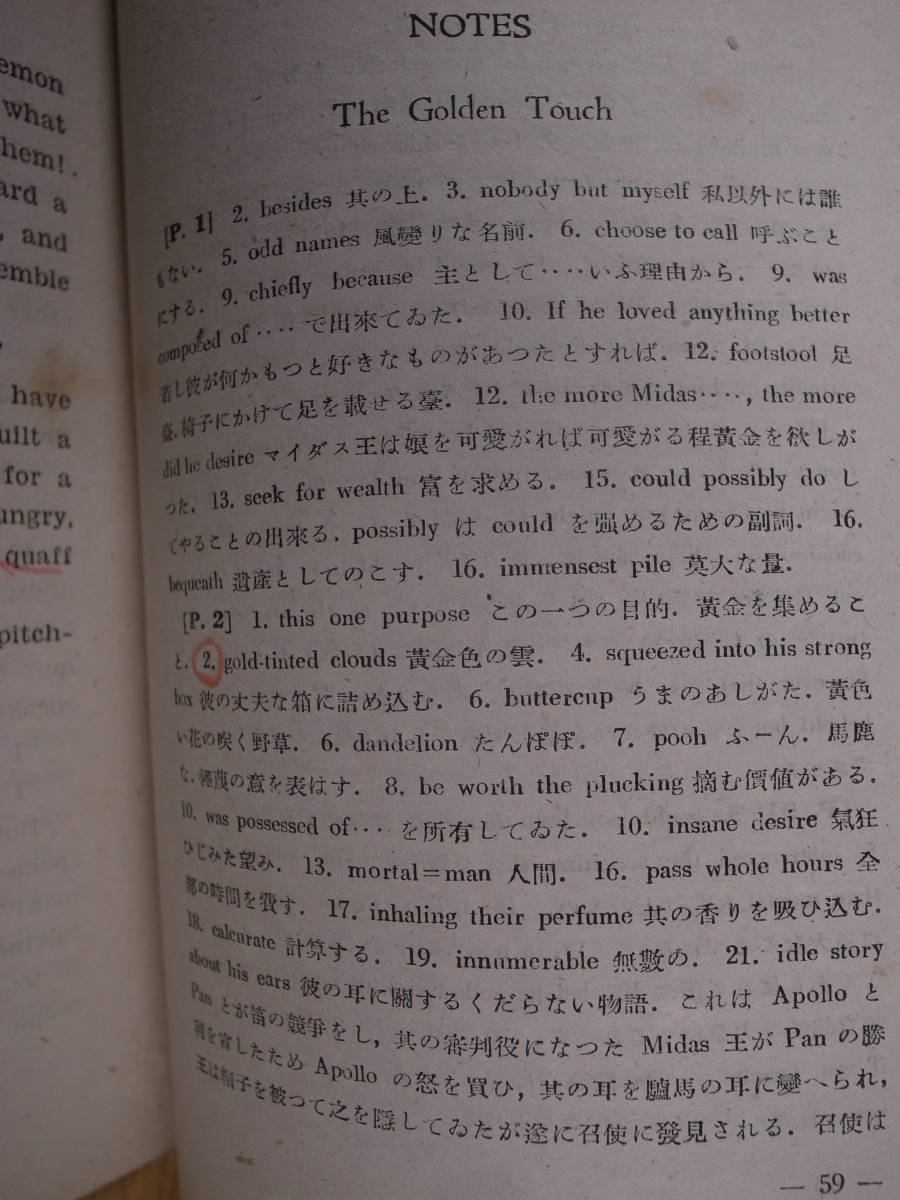 emon
what
hem!
ard a
, and
emble
have
uilt a
for a
ungry,
quaff
pitch-
NOTES
The Golden Touch
[P. 1] 2. besides 其の上. 3. nobody but myself 私以外には誰
もない. 5. odd names 風變りな名前. 6. choose to call 呼ぶこと
にする. 9. chiefly because 主として‥‥いふ理由から. 9. was
composed of ‥‥で出來てゐた. 10. If he loved anything better
若し彼が何かもつと好きなものがあつたとすれば. 12. footstool 足
臺, 椅子にかけて足を載せる臺. 12. the more Midas‥‥, the more
did he desire マイダス王は娘を可愛がれば可愛がる程黃金を欲しが
つた. 13. seek for wealth 富を求める. 15. could possibly do し
てやることの出來る, possibly は could を强めるための副詞. 16.
bequeath 遺產としてのこす. 16. immensest pile 莫大な量.
[P. 2] 1. this one purpose この一つの目的. 黃金を集めるこ
と. 2. gold-tinted clouds 黃金色の雲. 4. squeezed into his strong
box 彼の丈夫な箱に詰め込む. 6. buttercup うまのあしがた. 黃色
い花の咲く野草. 6. dandelion たんぽぽ. 7. pooh ふーん. 馬鹿
な, 輕蔑の意を表はす. 8. be worth the plucking 摘む價値がある.
10. was possessed of‥‥ を所有してゐた. 10. insane desire 氣狂
ひじみた望み. 13. mortal=man 人間. 16. pass whole hours 全
部の時間を費す. 17. inhaling their perfume 其の香りを吸ひ込む.
18. calcurate 計算する. 19. innumerable 無數の. 21. idle story
about his ears 彼の耳に關するくだらない物語. これは Apollo と
Pan とが笛の競爭をし, 其の審判役になつた Midas 王が Pan の勝
利を宣したため Apollo の怒を買ひ, 其の耳を驢馬の耳に變へられ,
王は帽子を被つて之を隱してゐたが遂に召使に發見される. 召使は
— 59 —